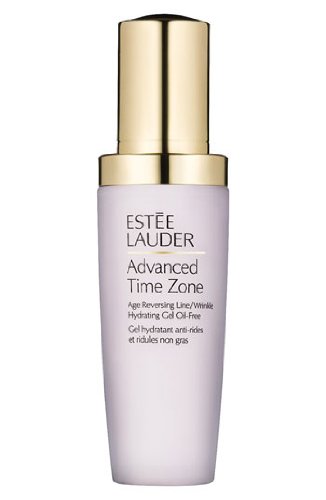 ESTĒE
LAUDER
Advanced
Time Zone
Age Reversing Line/Wrinkle
Hydrating Gel Oil-Free
Gel hydratant anti-rides
et ridules non gras